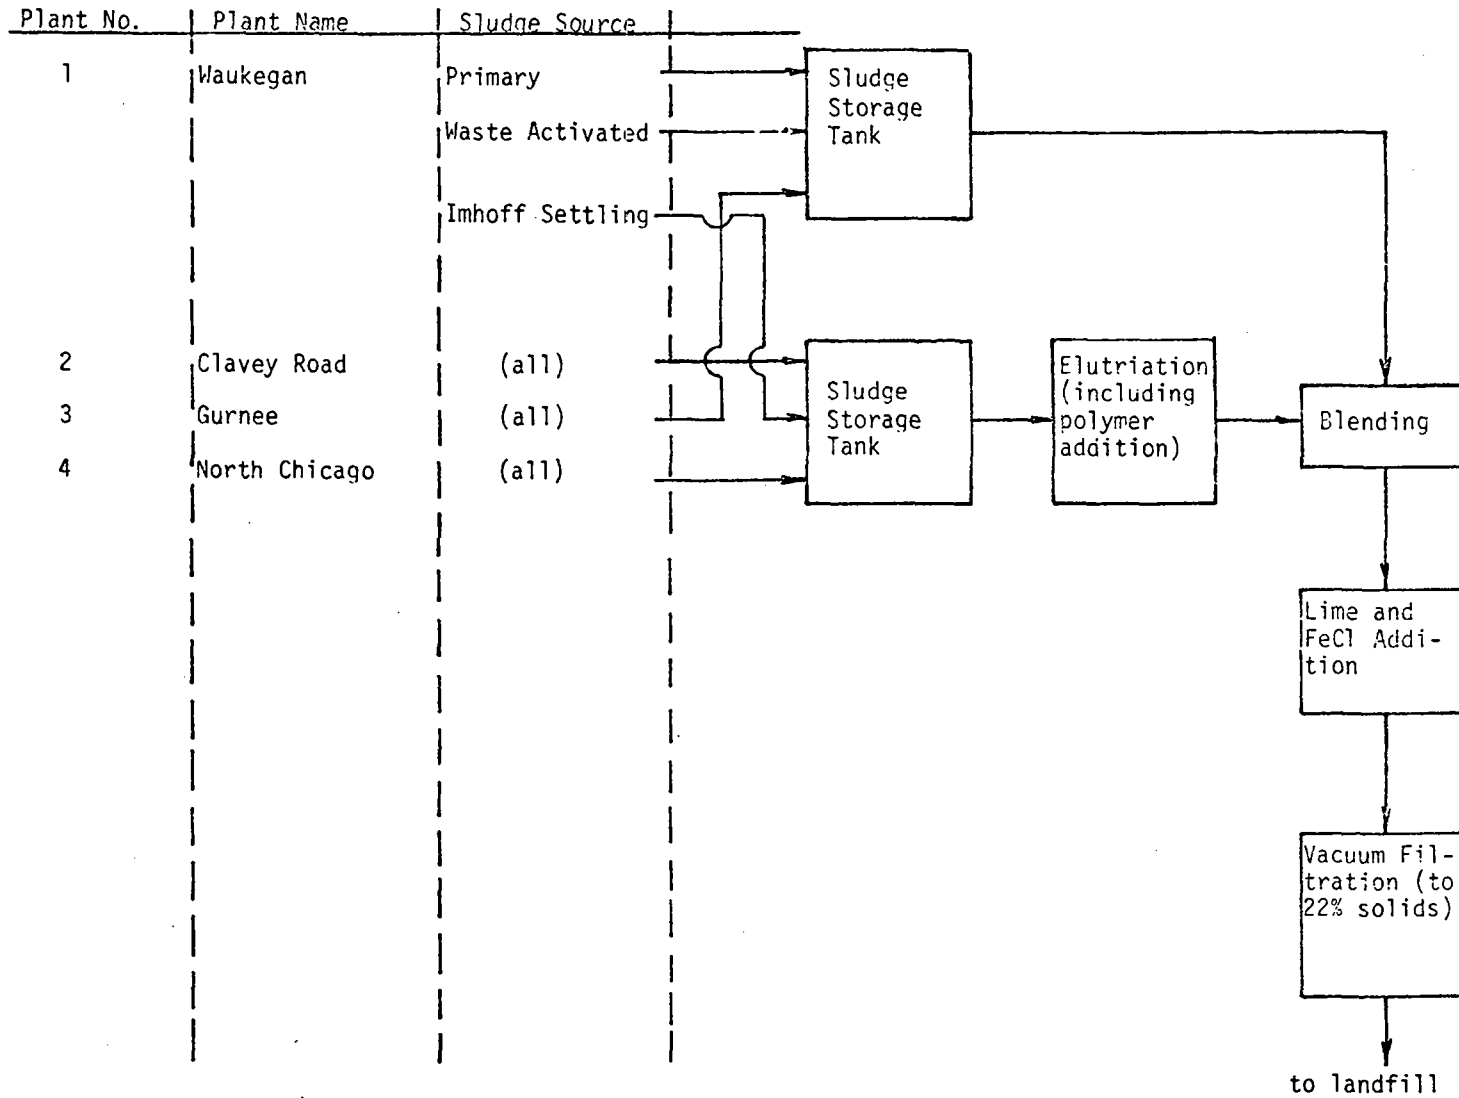 Plant No. Plant Name Sludge Source
1 Waukegan Primary
Waste Activated
Imhoff Settling
Sludge
Storage
Tank
2 Clavey Road (all)
3 Gurnee (all)
4 North Chicago (all)
Sludge
Storage
Tank
Elutriation
(including
polymer
addition)
Blending
Lime and
FeCl Addi-
tion
Vacuum Fil-
tration (to
22% solids)
to landfill